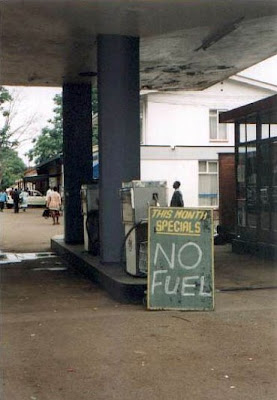 THIS MONTH
SPECIALS
NO
FUEL